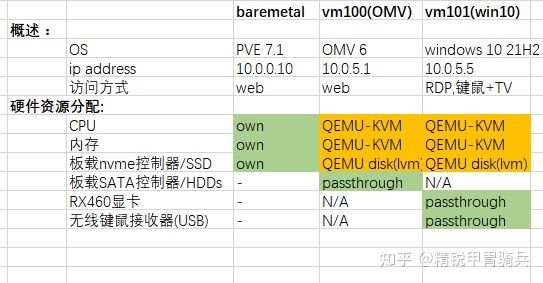 baremetal vm100(OMV) vm101(win10)
概述：
OS PVE 7.1 OMV 6 windows 10 21H2
ip address 10.0.0.10 10.0.5.1 10.0.5.5
访问方式 web web RDP,键鼠+TV
硬件资源分配:
CPU own QEMU-KVM QEMU-KVM
内存 own QEMU-KVM QEMU-KVM
板载nvme控制器/SSD own QEMU disk(lvm) QEMU disk(lvm)
板载SATA控制器/HDDs - passthrough N/A
RX460显卡 - N/A passthrough
无线键鼠接收器(USB) - N/A passthrough
知乎 @精锐甲胄骑兵